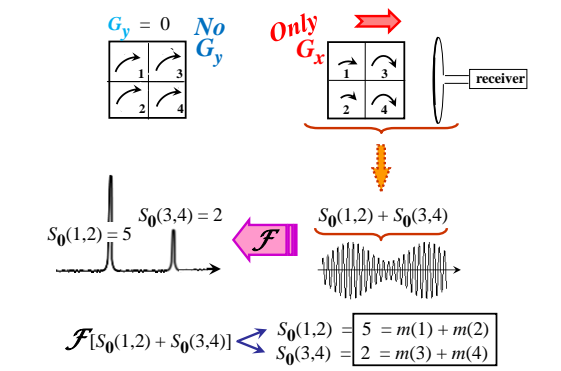 G_y = 0
No
G_y
Only
G_x
1 3
2 4
1 3
2 4
receiver
S_0(1,2) + S_0(3,4)
S_0(3,4) = 2
S_0(1,2) = 5
ℱ
ℱ[S_0(1,2) + S_0(3,4)]
S_0(1,2) = 5 = m(1) + m(2)
S_0(3,4) = 2 = m(3) + m(4)